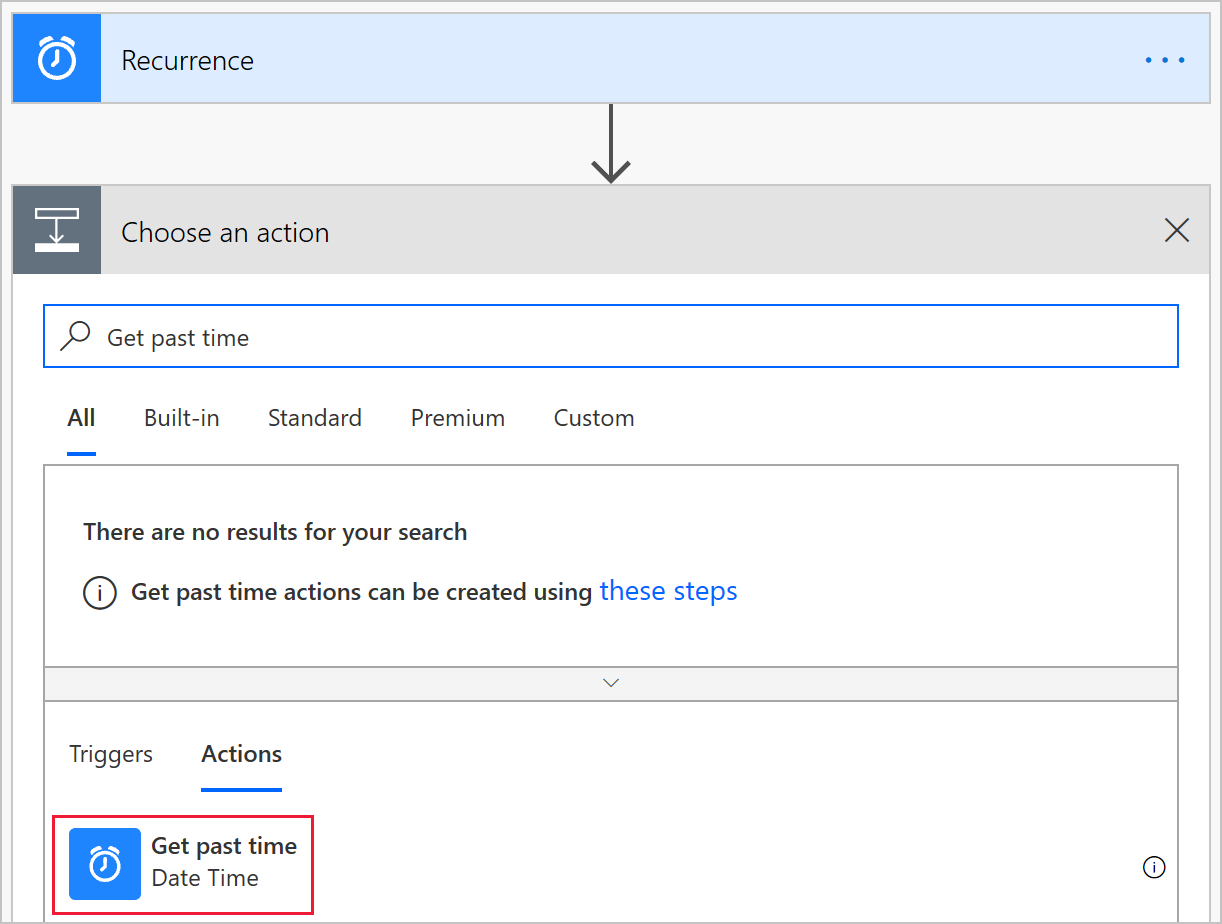 Recurrence
Choose an action
Get past time
All Built-in Standard Premium Custom
There are no results for your search
Get past time actions can be created using these steps
Triggers Actions
Get past time
Date Time